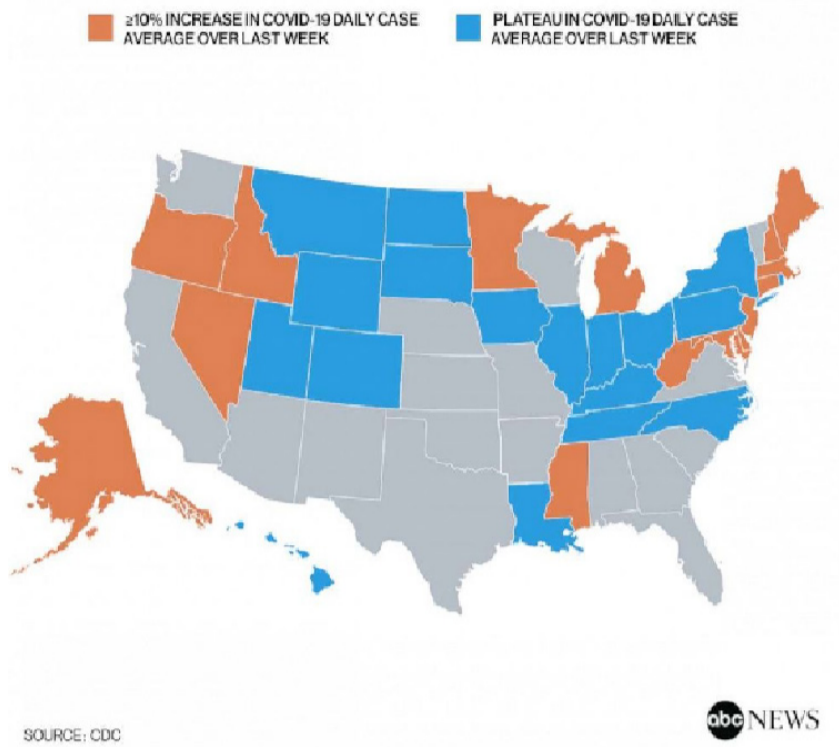 ≥10% INCREASE IN COVID-19 DAILY CASE
AVERAGE OVER LAST WEEK
PLATEAU IN COVID-19 DAILY CASE
AVERAGE OVER LAST WEEK
SOURCE: CDC
abc NEWS